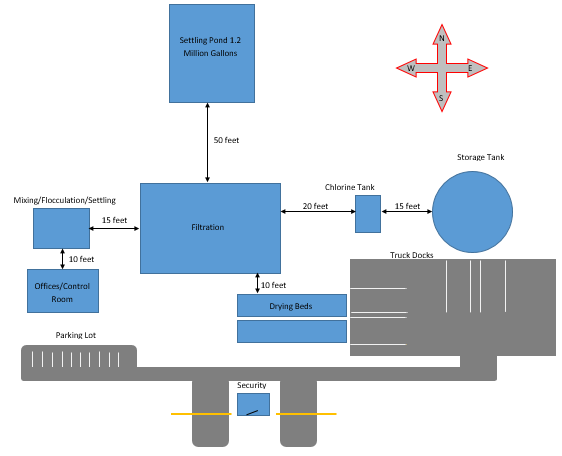 Settling Pond 1.2
Million Gallons
N
W
E
S
50 feet
Storage Tank
Chlorine Tank
Mixing/Flocculation/Settling
15 feet
20 feet
15 feet
Filtration
10 feet
Truck Docks
Offices/Control
Room
10 feet
Drying Beds
Parking Lot
Security